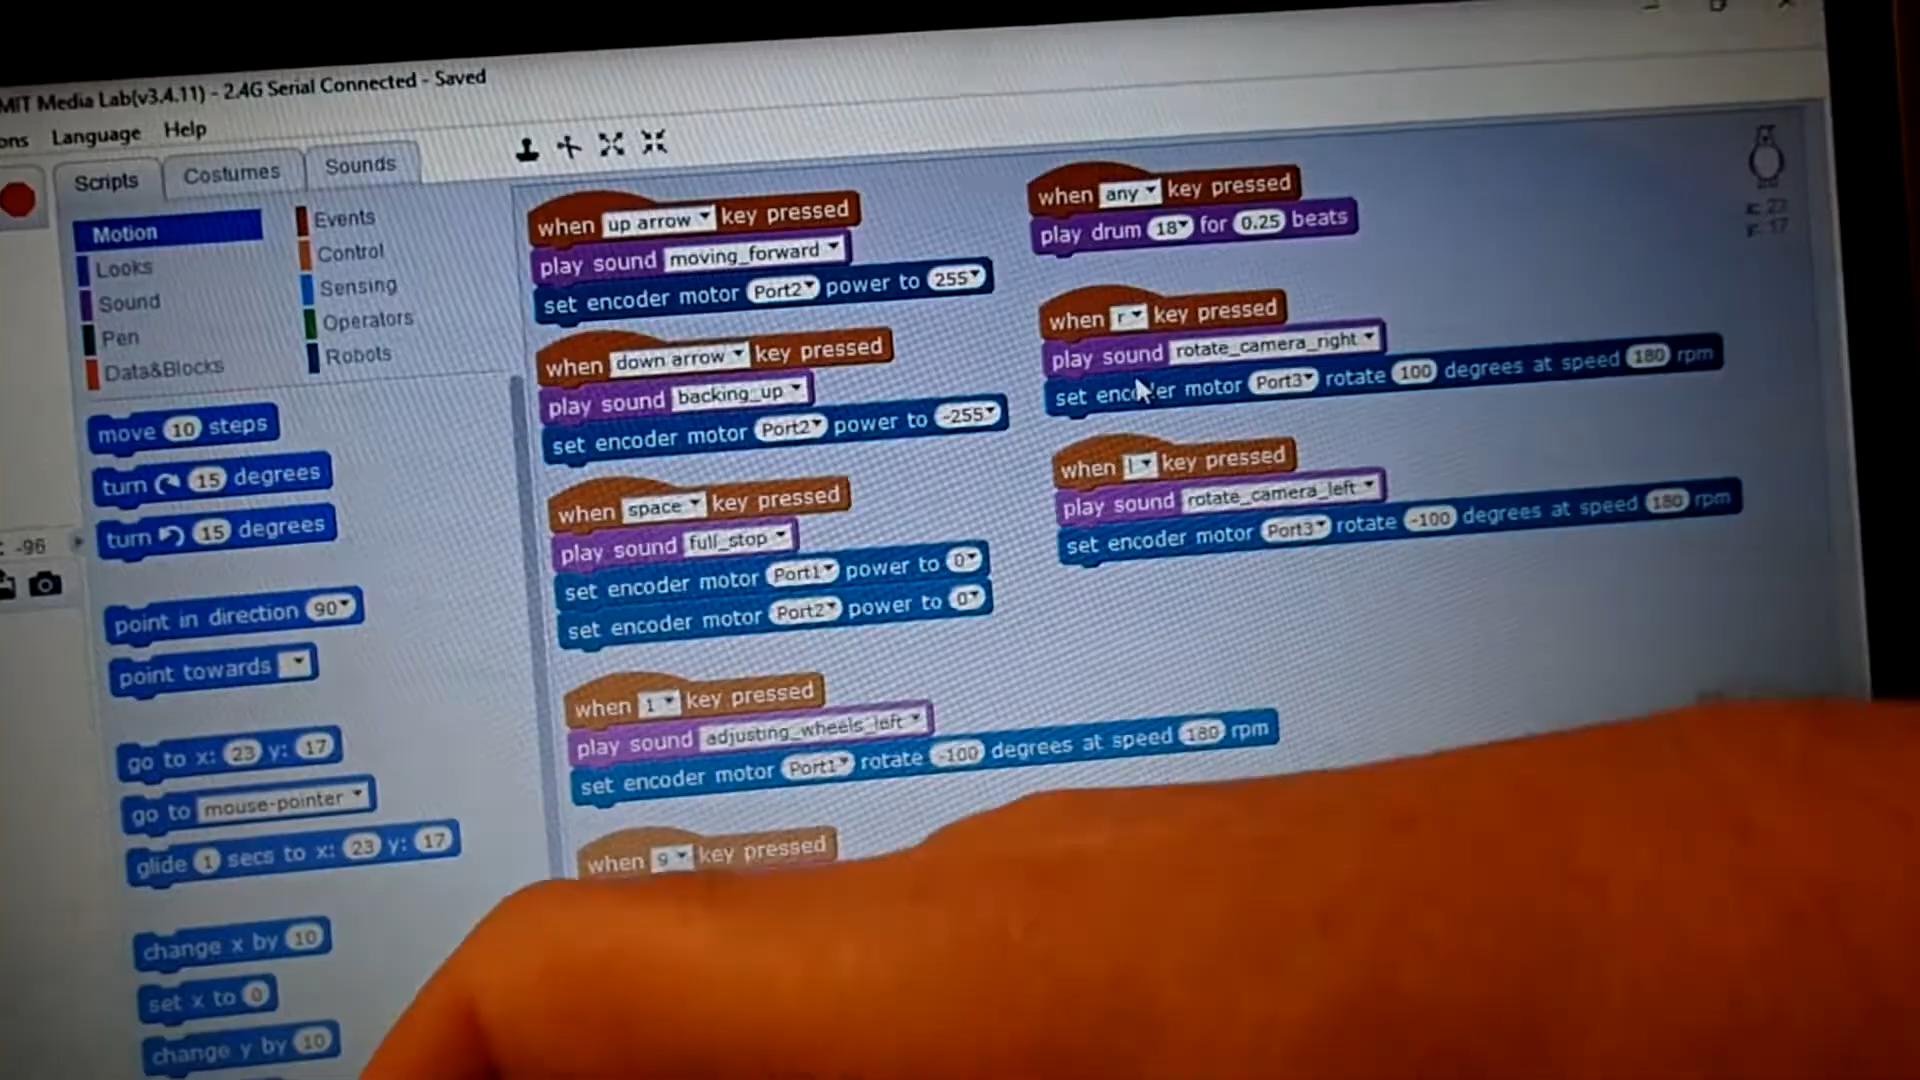 MIT Media Lab(v3.4.11) - 2.4G Serial Connected - Saved
ons Language Help
Scripts Costumes Sounds
Motion
Looks
Sound
Pen
Data&Blocks
Events
Control
Sensing
Operators
Robots
move 10 steps
turn 15 degrees
turn 15 degrees
point in direction 90
point towards
go to x: 23 y: 17
go to mouse-pointer
glide 1 secs to x: 23 y: 17
change x by 10
set x to 0
change y by 10
: -96
when up arrow key pressed
play sound moving_forward
set encoder motor Port2 power to 255
when down arrow key pressed
play sound backing_up
set encoder motor Port2 power to -255
when space key pressed
play sound full_stop
set encoder motor Port1 power to 0
set encoder motor Port2 power to 0
when 1 key pressed
play sound adjusting_wheels_left
set encoder motor Port1 rotate -100 degrees at speed 180 rpm
when 9 key pressed
when any key pressed
play drum 18 for 0.25 beats
when r key pressed
play sound rotate_camera_right
set encoder motor Port3 rotate 100 degrees at speed 180 rpm
when l key pressed
play sound rotate_camera_left
set encoder motor Port3 rotate -100 degrees at speed 180 rpm
x: 23
y: 17